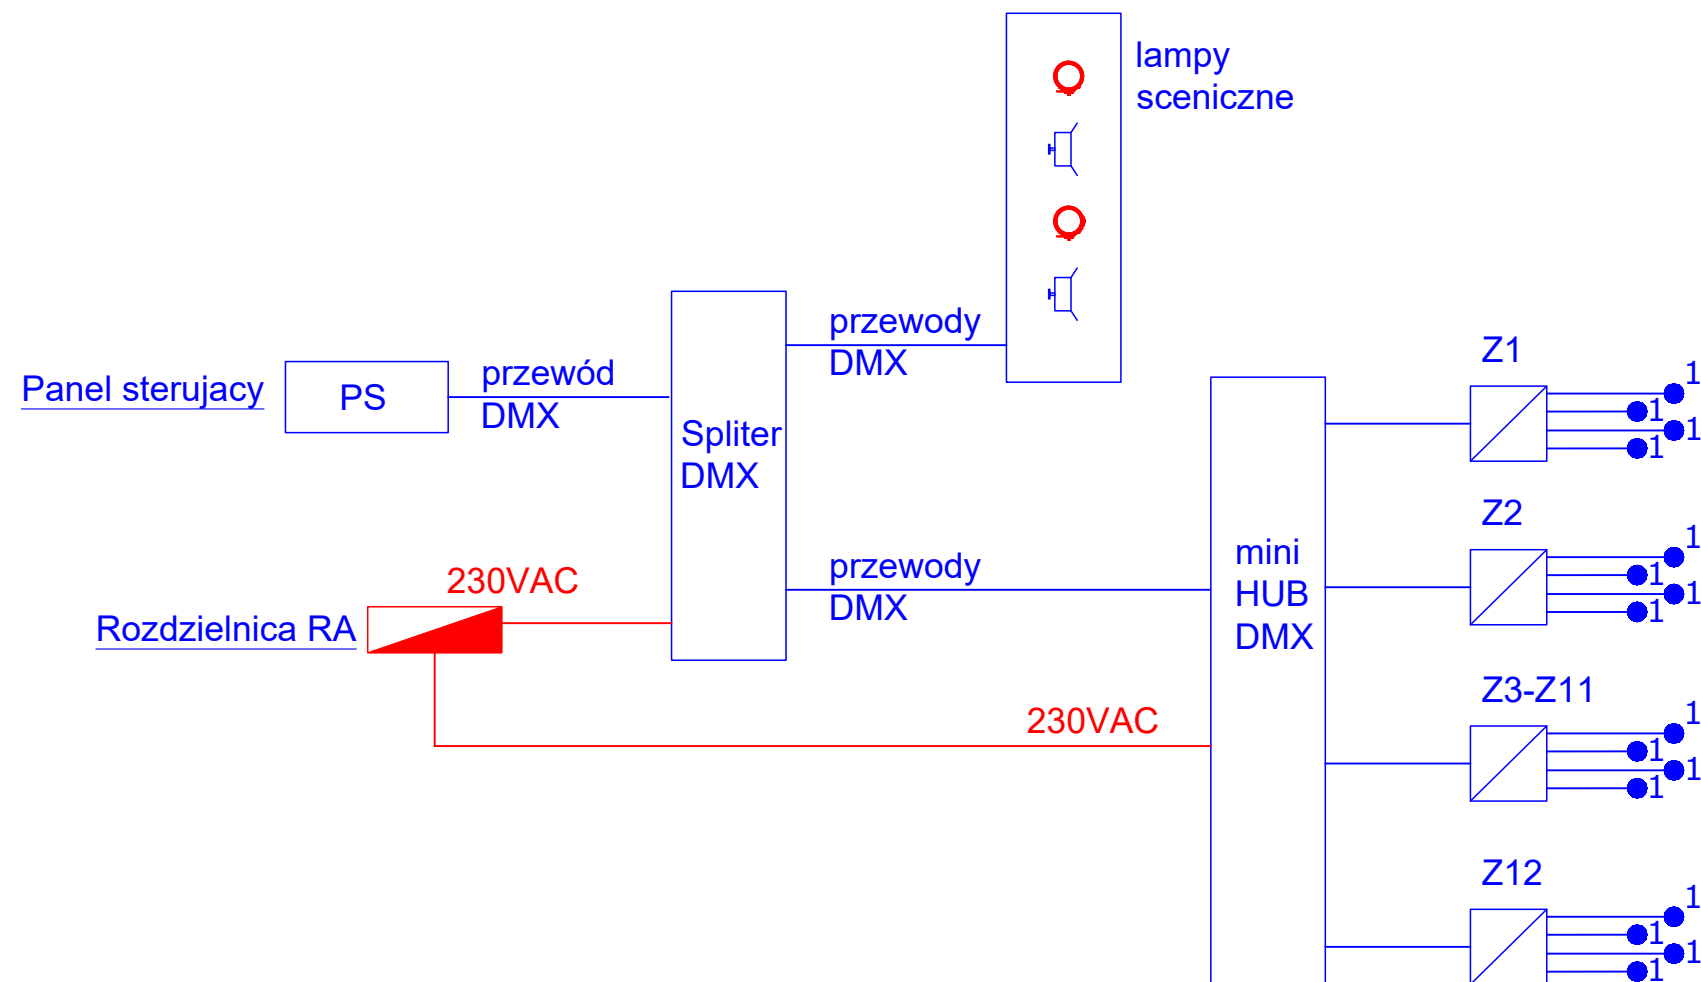 lampy
sceniczne
Panel sterujacy
PS
przewód
DMX
Spliter
DMX
przewody
DMX
230VAC
Rozdzielnica RA
przewody
DMX
230VAC
mini
HUB
DMX
Z1
1
1
1
1
Z2
1
1
1
1
Z3-Z11
1
1
1
1
Z12
1
1
1
1